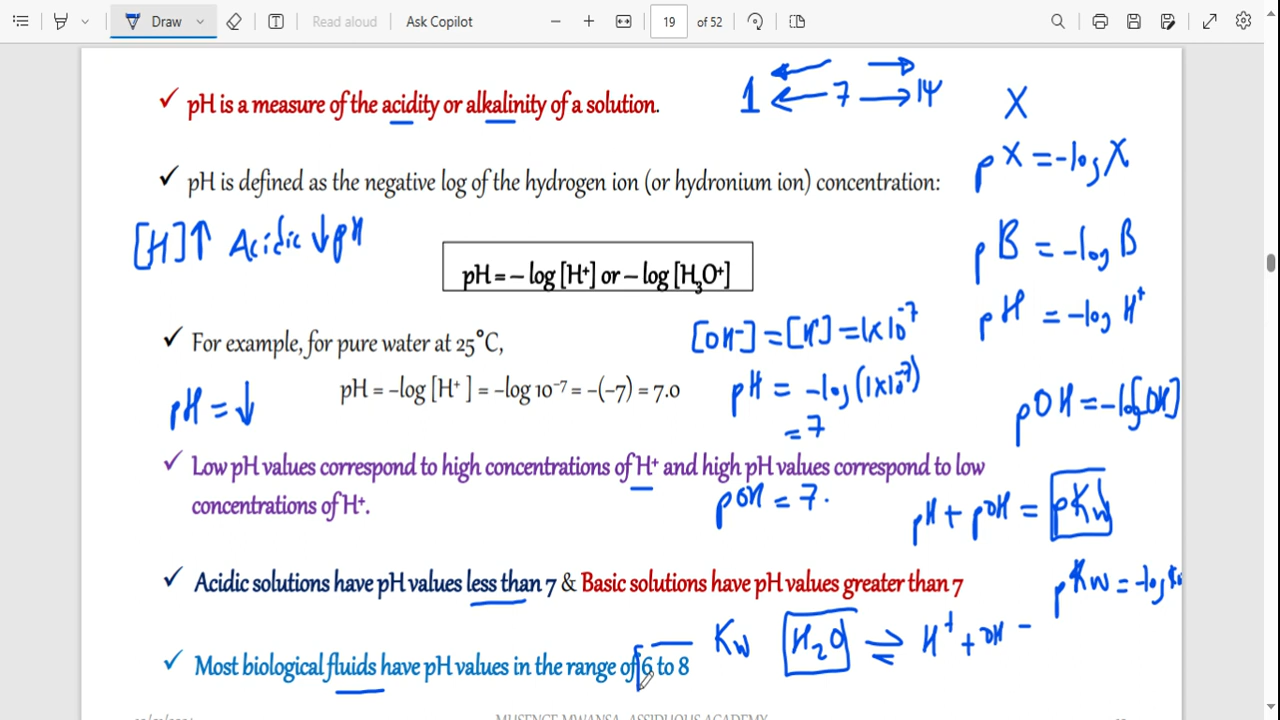 Draw
Read aloud
Ask Copilot
19 of 52
✓ pH is a measure of the acidity or alkalinity of a solution.
1 ← 7 → 14
X
pX = -log X
✓ pH is defined as the negative log of the hydrogen ion (or hydronium ion) concentration:
[H]↑ Acidic ↓pH
pH = – log [H⁺] or – log [H₃O⁺]
pB = -log B
pH = -log H⁺
✓ For example, for pure water at 25°C,
[OH⁻] = [H⁺] = 1x10⁻⁷
pH = –log [H⁺] = –log 10⁻⁷ = –(–7) = 7.0
pH = -log(1x10⁻⁷)
= 7
pH = ↓
pOH = -log[OH]
✓ Low pH values correspond to high concentrations of H⁺ and high pH values correspond to low
concentrations of H⁺.
pOH = 7.
pH + pOH = pKw
✓ Acidic solutions have pH values less than 7 & Basic solutions have pH values greater than 7
pKw = -log Kw
Kw H₂O ⇌ H⁺ + OH⁻
✓ Most biological fluids have pH values in the range of 6 to 8
MUSENGE MWANSA, ASSIDUOUS ACADEMY